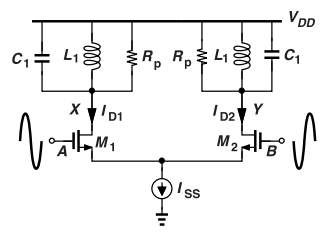 V_DD
C_1 L_1 R_p R_p L_1 C_1
X I_D1 I_D2 Y
A M_1 M_2 B
I_SS